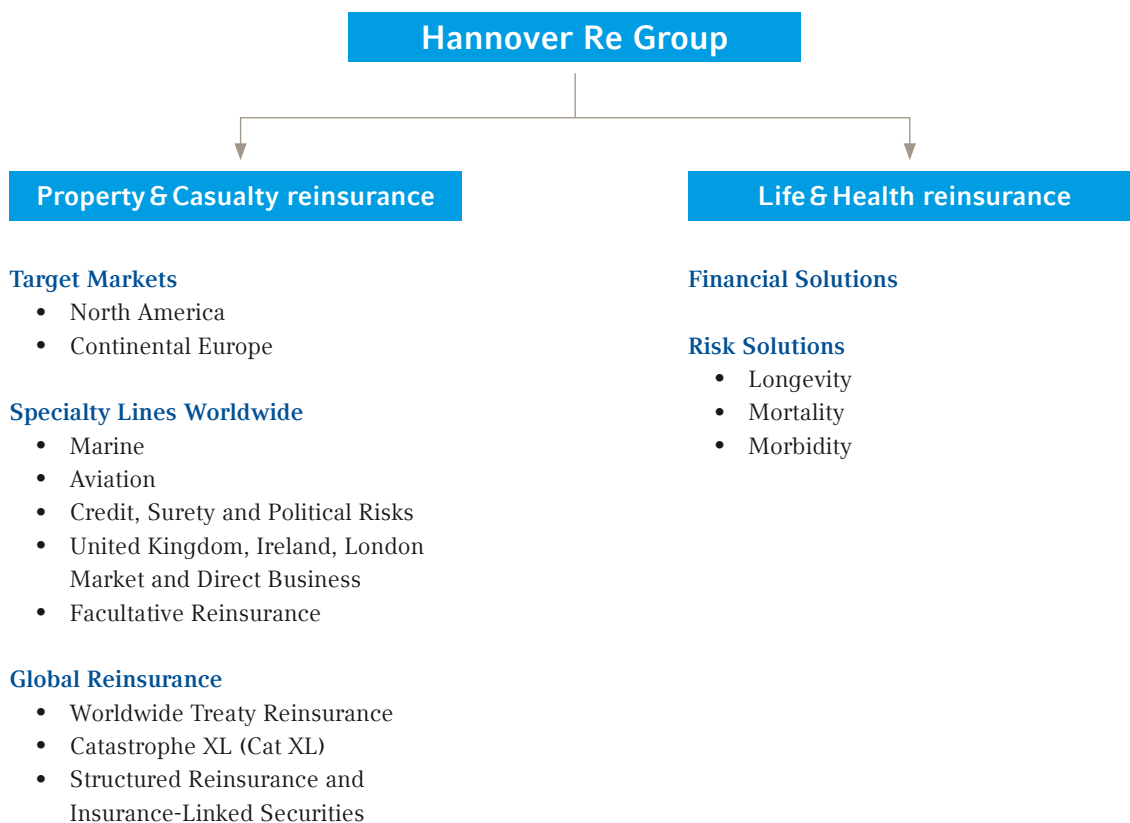 Hannover Re Group
Property & Casualty reinsurance
Target Markets
• North America
• Continental Europe
Specialty Lines Worldwide
• Marine
• Aviation
• Credit, Surety and Political Risks
• United Kingdom, Ireland, London
Market and Direct Business
• Facultative Reinsurance
Global Reinsurance
• Worldwide Treaty Reinsurance
• Catastrophe XL (Cat XL)
• Structured Reinsurance and
Insurance-Linked Securities
Life & Health reinsurance
Financial Solutions
Risk Solutions
• Longevity
• Mortality
• Morbidity